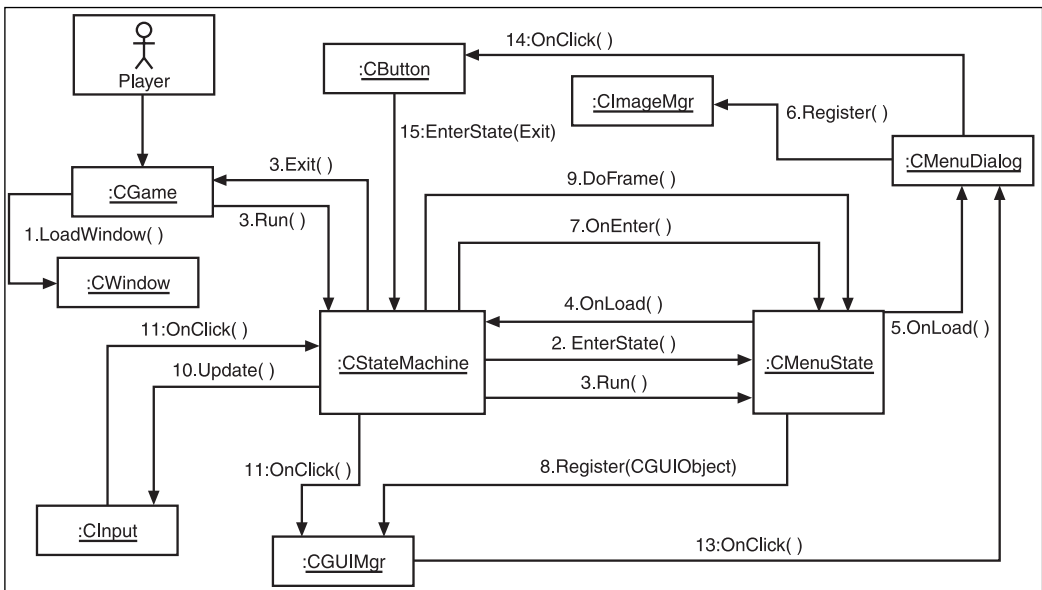 14:OnClick( )
:CButton
Player
:CImageMgr
6.Register( )
15:EnterState(Exit)
:CMenuDialog
3.Exit( )
9.DoFrame( )
:CGame
3.Run( )
7.OnEnter( )
1.LoadWindow( )
:CWindow
4.OnLoad( )
5.OnLoad( )
11:OnClick( )
2. EnterState( )
:CStateMachine
:CMenuState
10.Update( )
3.Run( )
11:OnClick( )
8.Register(CGUIObject)
:CInput
13:OnClick( )
:CGUIMgr